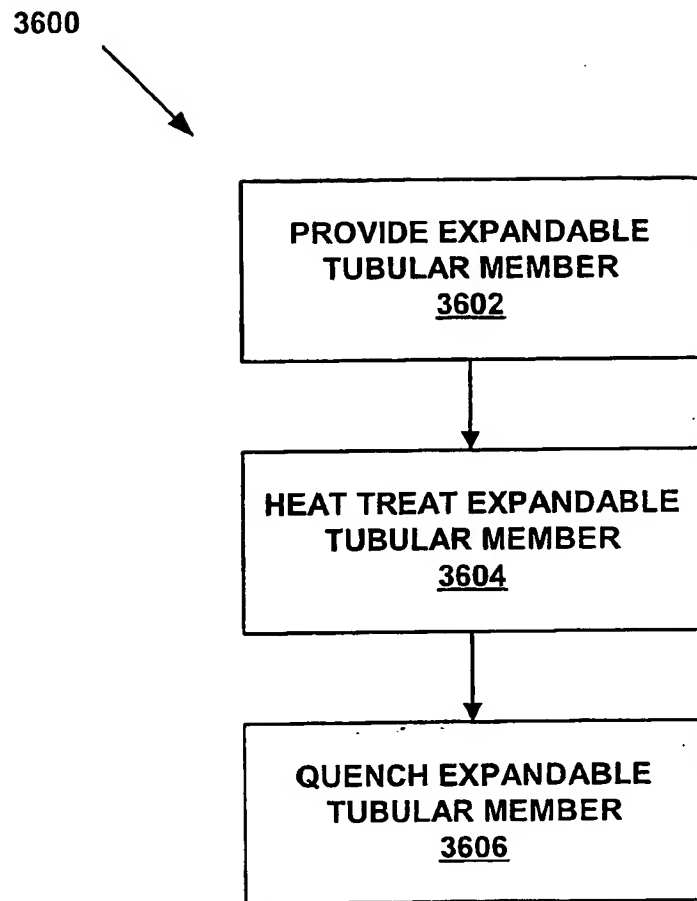 3600
PROVIDE EXPANDABLE
TUBULAR MEMBER
3602
HEAT TREAT EXPANDABLE
TUBULAR MEMBER
3604
QUENCH EXPANDABLE
TUBULAR MEMBER
3606